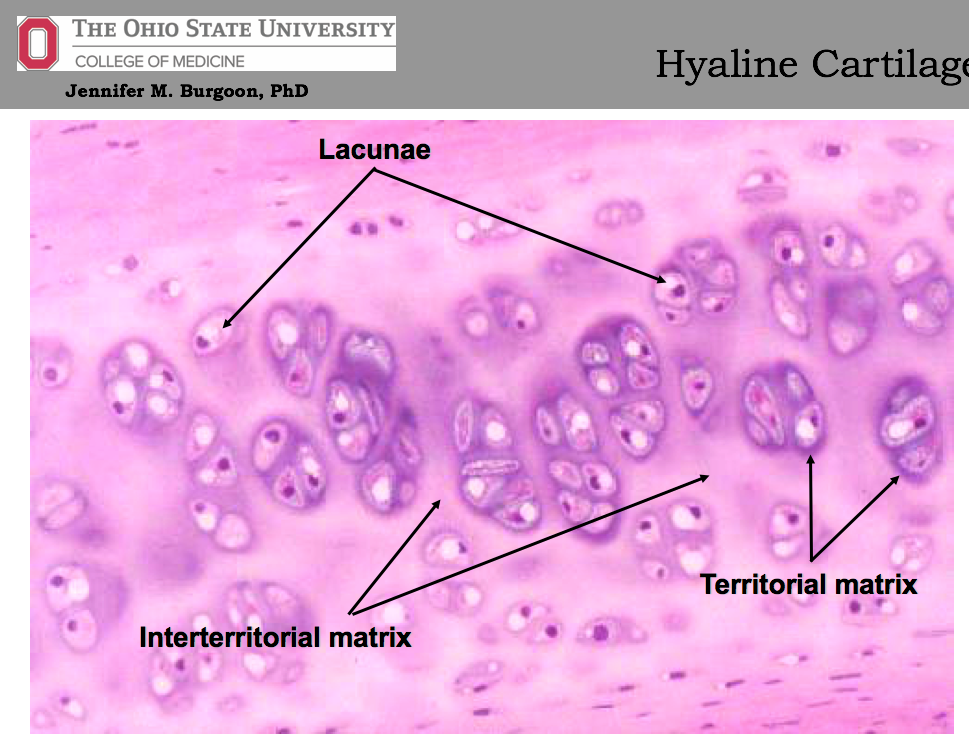 THE OHIO STATE UNIVERSITY
COLLEGE OF MEDICINE
Jennifer M. Burgoon, PhD
Hyaline Cartilage
Lacunae
Territorial matrix
Interterritorial matrix